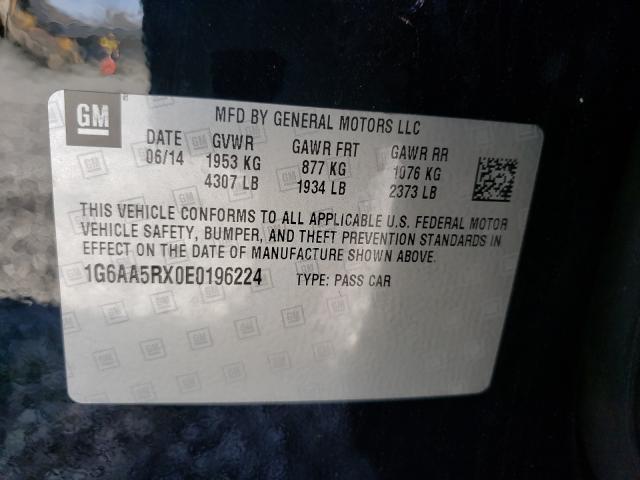 GM
MFD BY GENERAL MOTORS LLC
DATE GVWR GAWR FRT GAWR RR
06/14 1953 KG 877 KG 1076 KG
4307 LB 1934 LB 2373 LB
THIS VEHICLE CONFORMS TO ALL APPLICABLE U.S. FEDERAL MOTOR
VEHICLE SAFETY, BUMPER, AND THEFT PREVENTION STANDARDS IN
EFFECT ON THE DATE OF MANUFACTURE SHOWN ABOVE.
1G6AA5RX0E0196224 TYPE: PASS CAR